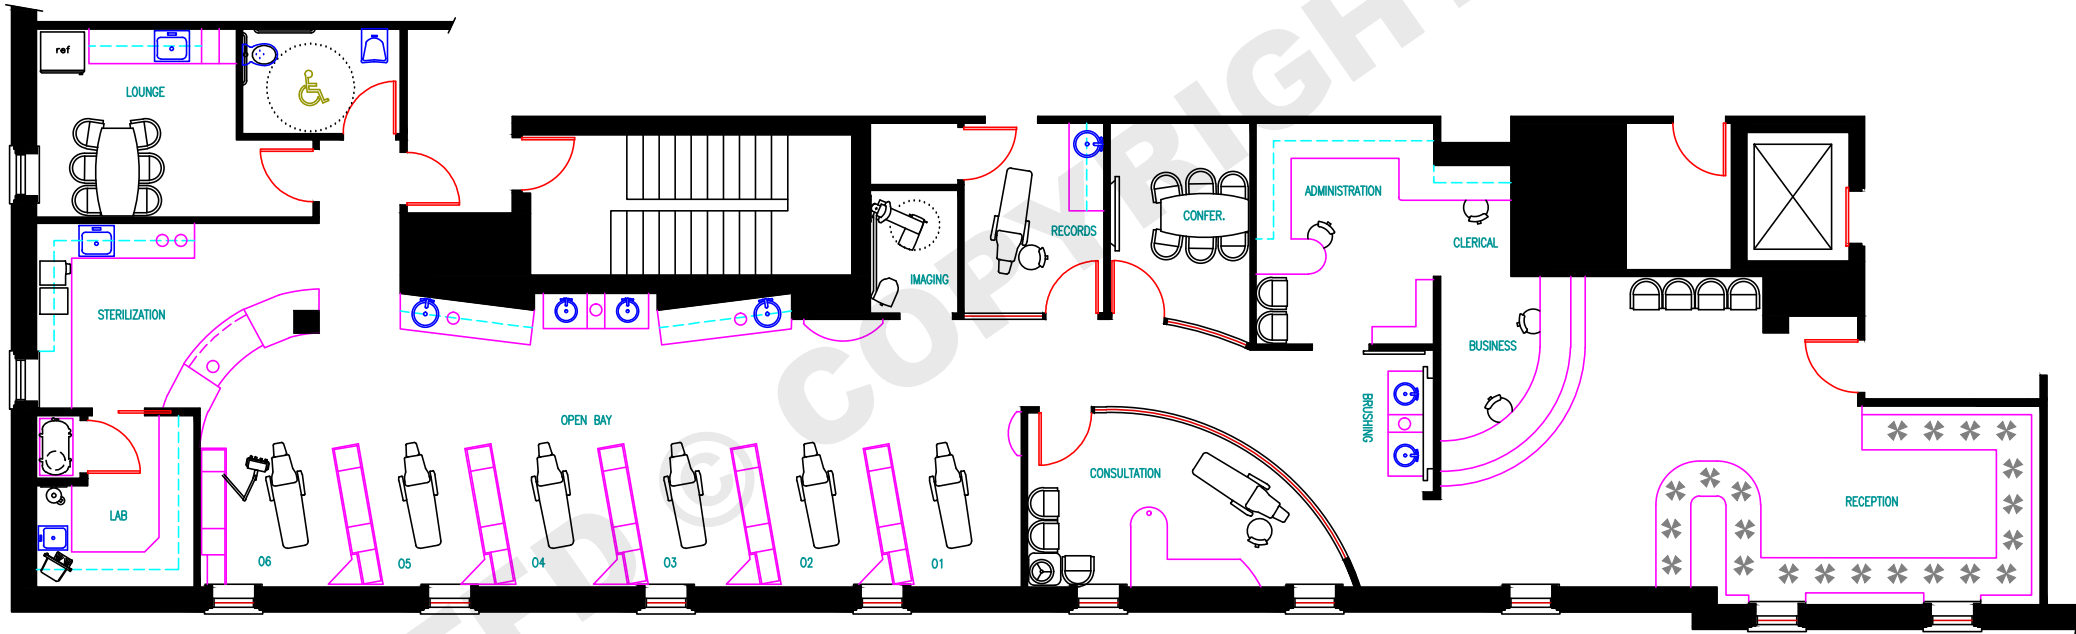 ref
LOUNGE
ADMINISTRATION
CONFER.
RECORDS
CLERICAL
IMAGING
STERILIZATION
BUSINESS
BRUSHING
OPEN BAY
CONSULTATION
RECEPTION
LAB
06
05
04
03
02
01
© COPYRIGH